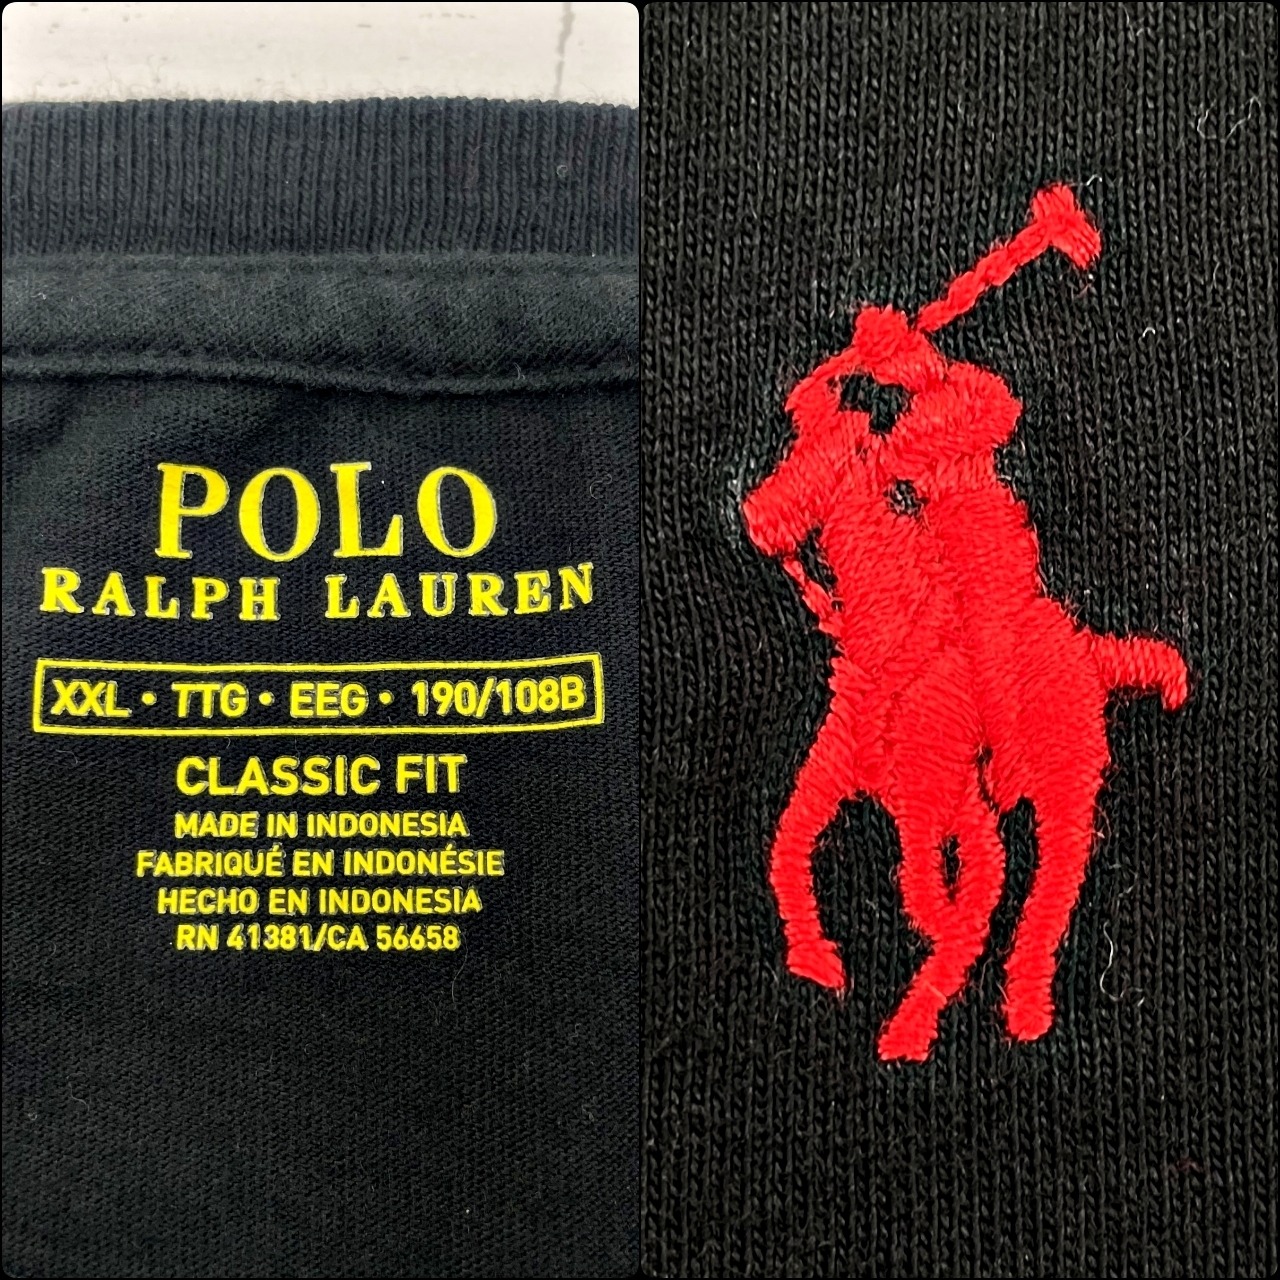 POLO
RALPH LAUREN
XXL • TTG • EEG • 190/108B
CLASSIC FIT
MADE IN INDONESIA
FABRIQUÉ EN INDONÉSIE
HECHO EN INDONESIA
RN 41381/CA 56658